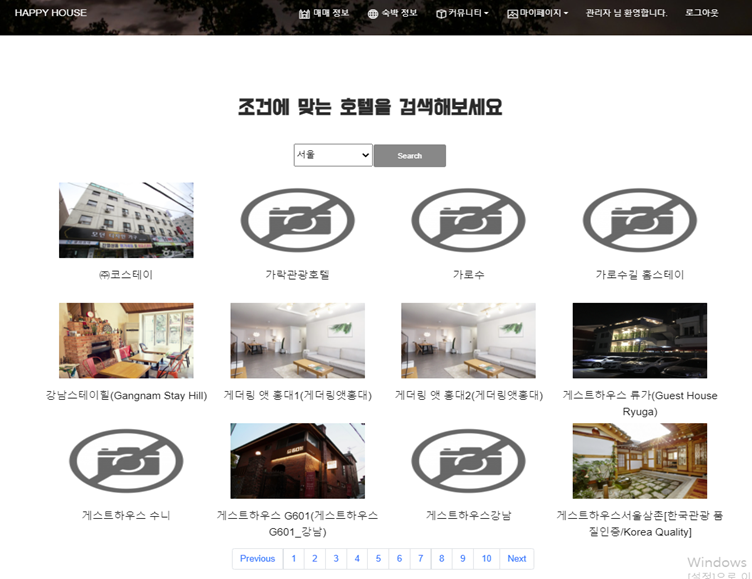 HAPPY HOUSE
매매 정보
숙박 정보
커뮤니티
마이페이지
관리자 님 환영합니다.
로그아웃
조건에 맞는 호텔을 검색해보세요
서울
Search
㈜코스테이
가락관광호텔
가로수
가로수길 홈스테이
강남스테이힐(Gangnam Stay Hill)
게더링 앳 홍대1(게더링앳홍대)
게더링 앳 홍대2(게더링앳홍대)
게스트하우스 류가(Guest House
Ryuga)
게스트하우스 수니
게스트하우스 G601(게스트하우스
G601_강남)
게스트하우스강남
게스트하우스서울삼촌[한국관광 품
질인증/Korea Quality]
Previous 1 2 3 4 5 6 7 8 9 10 Next
Windows